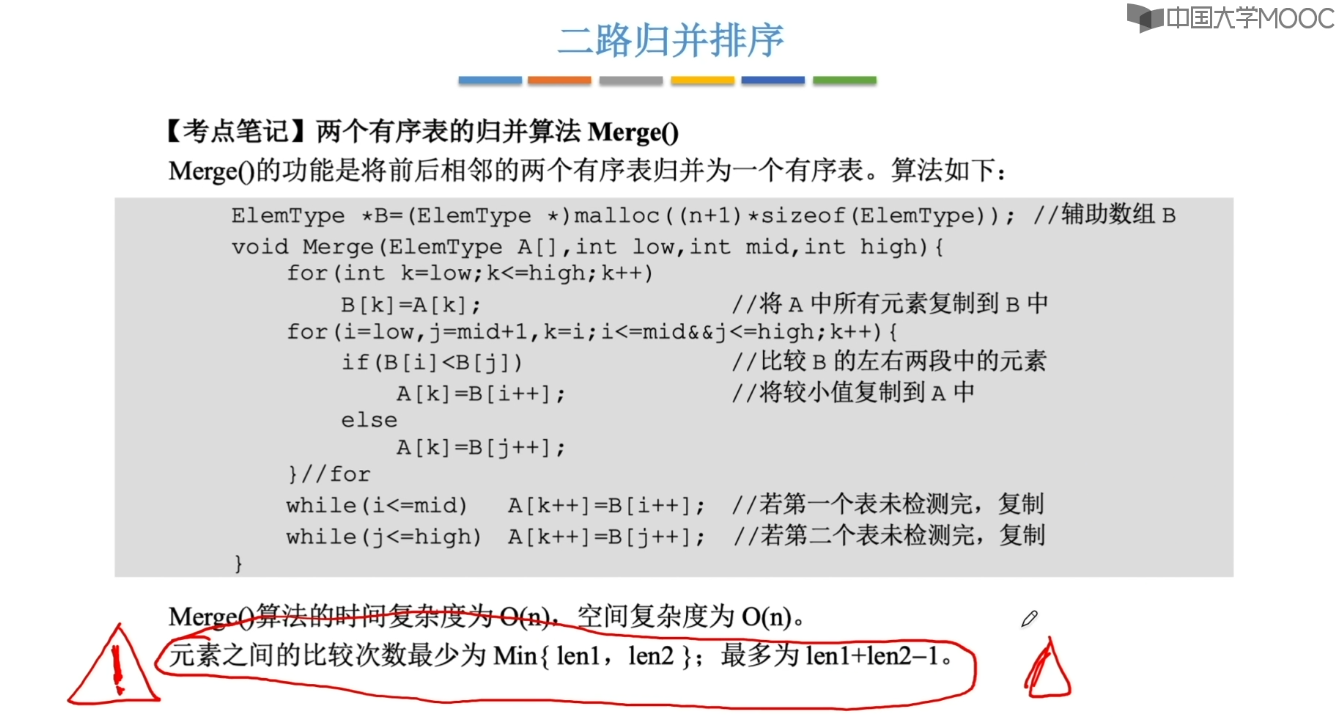 中国大学MOOC
二路归并排序
【考点笔记】两个有序表的归并算法 Merge()
Merge()的功能是将前后相邻的两个有序表归并为一个有序表。算法如下：
ElemType *B=(ElemType *)malloc((n+1)*sizeof(ElemType)); //辅助数组 B
void Merge(ElemType A[],int low,int mid,int high){
for(int k=low;k<=high;k++)
B[k]=A[k]; //将 A 中所有元素复制到 B 中
for(i=low,j=mid+1,k=i;i<=mid&&j<=high;k++){
if(B[i]<B[j]) //比较 B 的左右两段中的元素
A[k]=B[i++]; //将较小值复制到 A 中
else
A[k]=B[j++];
}//for
while(i<=mid) A[k++]=B[i++]; //若第一个表未检测完，复制
while(j<=high) A[k++]=B[j++]; //若第二个表未检测完，复制
}
Merge()算法的时间复杂度为 O(n)，空间复杂度为 O(n)。
元素之间的比较次数最少为 Min{ len1，len2 }；最多为 len1+len2−1。